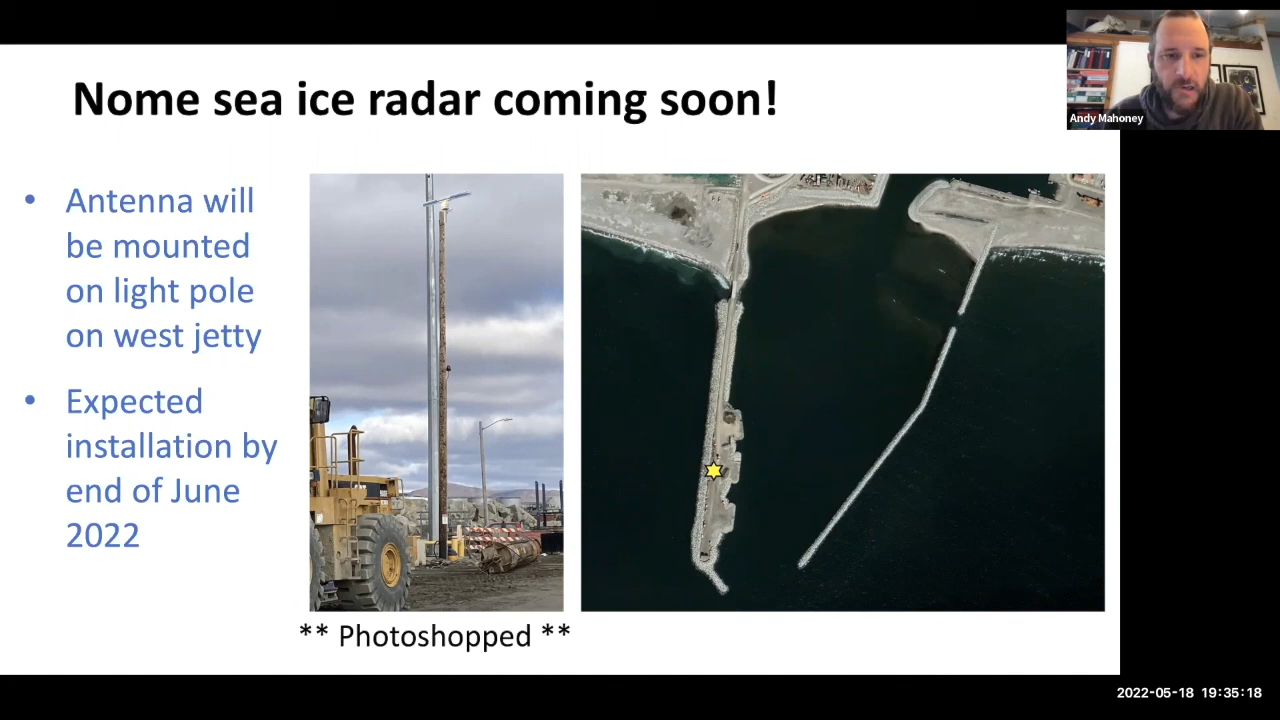 Nome sea ice radar coming soon!
Andy Mahoney
• Antenna will
be mounted
on light pole
on west jetty
• Expected
installation by
end of June
2022
** Photoshopped **
2022-05-18 19:35:18